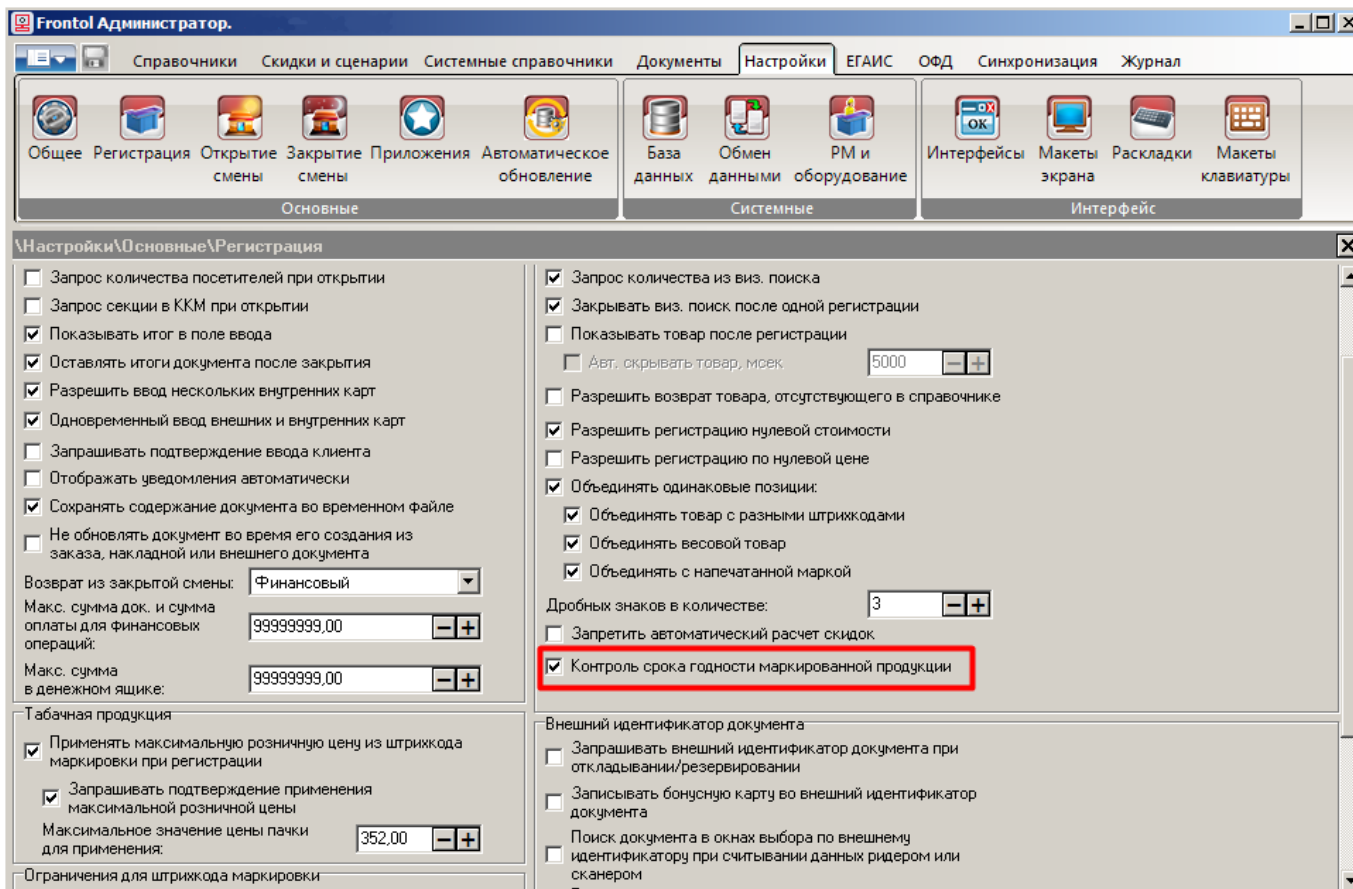 Frontol Администратор.
Справочники Скидки и сценарии Системные справочники Документы Настройки ЕГАИС ОФД Синхронизация Журнал
OK
Общее Регистрация Открытие смены Закрытие смены Приложения Автоматическое обновление База данных Обмен данными РМ и оборудование Интерфейсы Макеты экрана Раскладки Макеты клавиатуры
Основные Системные Интерфейс
\Настройки\Основные\Регистрация
Запрос количества посетителей при открытии
Запрос секции в ККМ при открытии
Показывать итог в поле ввода
Оставлять итоги документа после закрытия
Разрешить ввод нескольких внутренних карт
Одновременный ввод внешних и внутренних карт
Запрашивать подтверждение ввода клиента
Отображать уведомления автоматически
Сохранять содержание документа во временном файле
Не обновлять документ во время его создания из
заказа, накладной или внешнего документа
Возврат из закрытой смены: Финансовый
Макс. сумма док. и сумма
оплаты для финансовых
операций:
99999999,00
Макс. сумма
в денежном ящике:
99999999,00
Табачная продукция
Применять максимальную розничную цену из штрихкода
маркировки при регистрации
Запрашивать подтверждение применения
максимальной розничной цены
Максимальное значение цены пачки
для применения:
352,00
Ограничения для штрихкода маркировки
Запрос количества из виз. поиска
Закрывать виз. поиск после одной регистрации
Показывать товар после регистрации
Авт. скрывать товар, мсек 5000
Разрешить возврат товара, отсутствующего в справочнике
Разрешить регистрацию нулевой стоимости
Разрешить регистрацию по нулевой цене
Объединять одинаковые позиции:
Объединять товар с разными штрихкодами
Объединять весовой товар
Объединять с напечатанной маркой
Дробных знаков в количестве: 3
Запретить автоматический расчет скидок
Контроль срока годности маркированной продукции
Внешний идентификатор документа
Запрашивать внешний идентификатор документа при
откладывании/резервировании
Записывать бонусную карту во внешний идентификатор
документа
Поиск документа в окнах выбора по внешнему
идентификатору при считывании данных ридером или
сканером